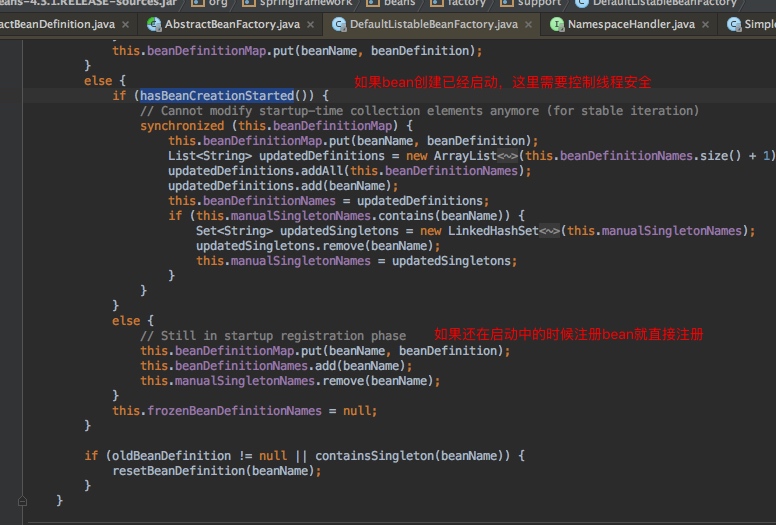 eans-4.3.1.RELEASE-sources.jar org springframework beans factory support DefaultListableBeanFactory
actBeanDefinition.java × AbstractBeanFactory.java × DefaultListableBeanFactory.java × NamespaceHandler.java × Simple
}
this.beanDefinitionMap.put(beanName, beanDefinition);
}
else {
如果bean创建已经启动，这里需要控制线程安全
if (hasBeanCreationStarted()) {
// Cannot modify startup-time collection elements anymore (for stable iteration)
synchronized (this.beanDefinitionMap) {
this.beanDefinitionMap.put(beanName, beanDefinition);
List<String> updatedDefinitions = new ArrayList<~>(this.beanDefinitionNames.size() + 1)
updatedDefinitions.addAll(this.beanDefinitionNames);
updatedDefinitions.add(beanName);
this.beanDefinitionNames = updatedDefinitions;
if (this.manualSingletonNames.contains(beanName)) {
Set<String> updatedSingletons = new LinkedHashSet<~>(this.manualSingletonNames);
updatedSingletons.remove(beanName);
this.manualSingletonNames = updatedSingletons;
}
}
}
else {
// Still in startup registration phase 如果还在启动中的时候注册bean就直接注册
this.beanDefinitionMap.put(beanName, beanDefinition);
this.beanDefinitionNames.add(beanName);
this.manualSingletonNames.remove(beanName);
}
this.frozenBeanDefinitionNames = null;
}
if (oldBeanDefinition != null || containsSingleton(beanName)) {
resetBeanDefinition(beanName);
}
}